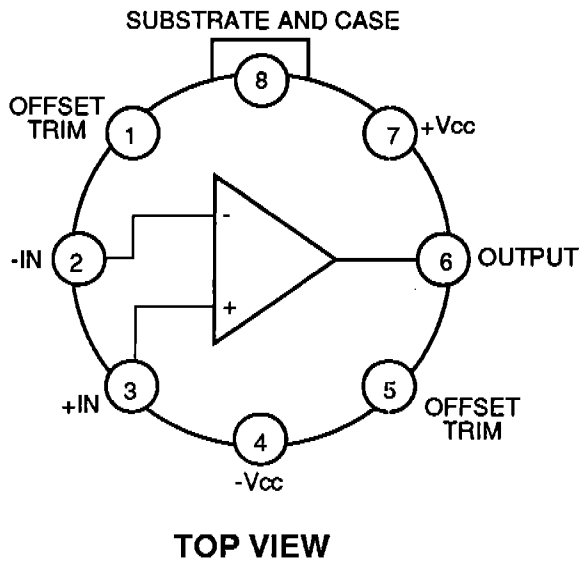 SUBSTRATE AND CASE
8
OFFSET
TRIM
1
7
+Vcc
-
-IN
2
6
OUTPUT
+
3
+IN
5
OFFSET
TRIM
4
-Vcc
TOP VIEW